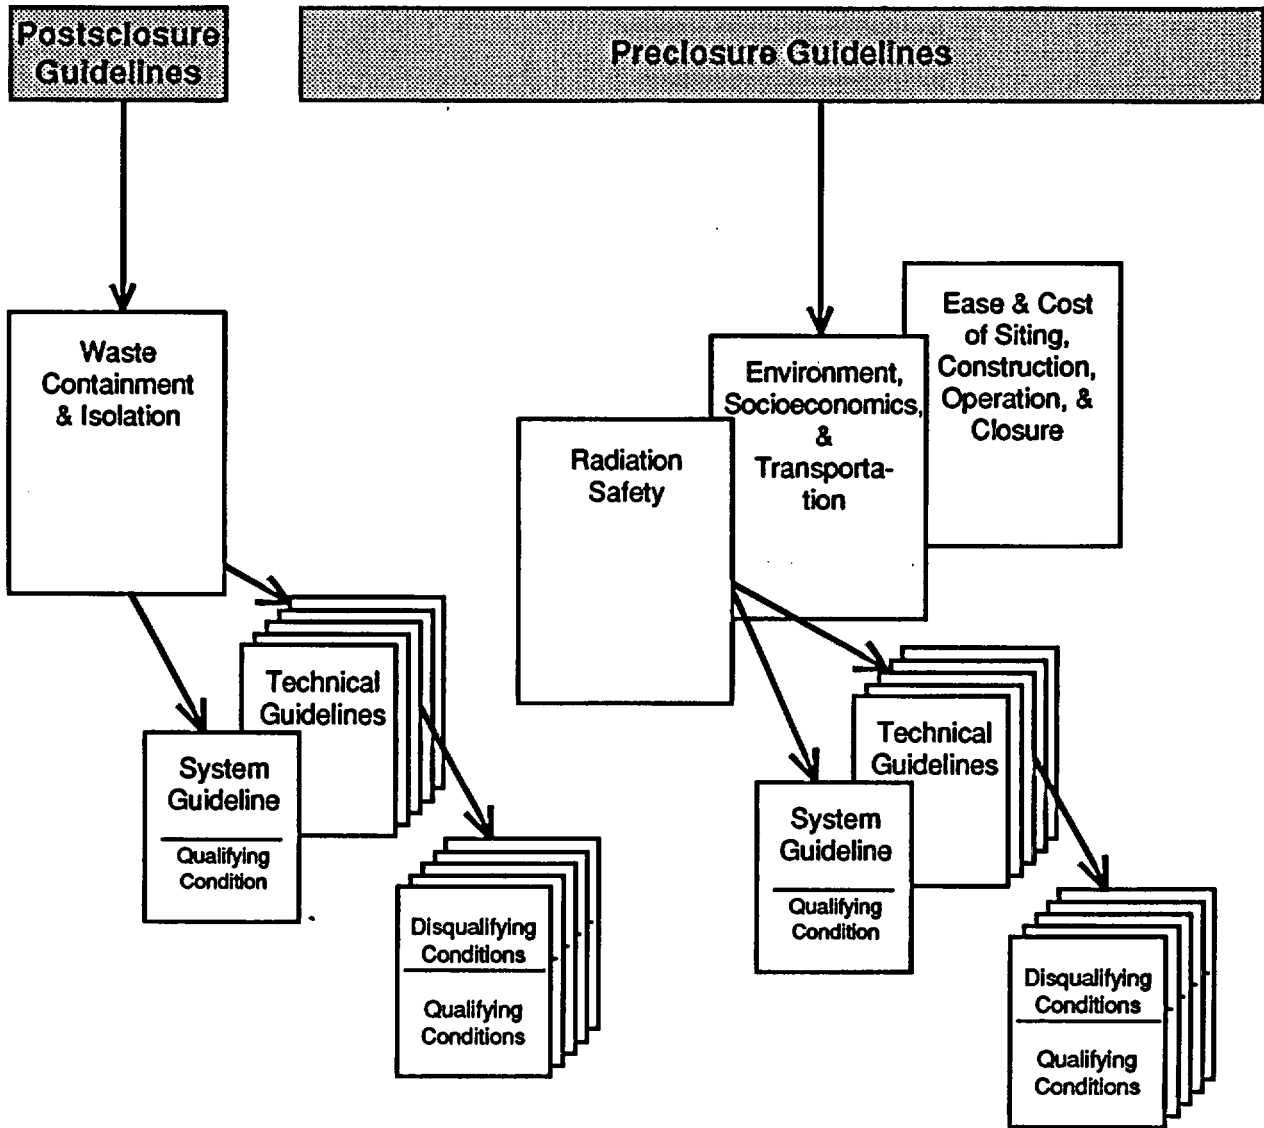 Postsclosure
Guidelines
Preclosure Guidelines
Waste
Containment
& Isolation
Radiation
Safety
Environment,
Socioeconomics,
&
Transporta-
tion
Ease & Cost
of Siting,
Construction,
Operation, &
Closure
Technical
Guidelines
System
Guideline
Qualifying
Condition
Disqualifying
Conditions
Qualifying
Conditions
Technical
Guidelines
System
Guideline
Qualifying
Condition
Disqualifying
Conditions
Qualifying
Conditions